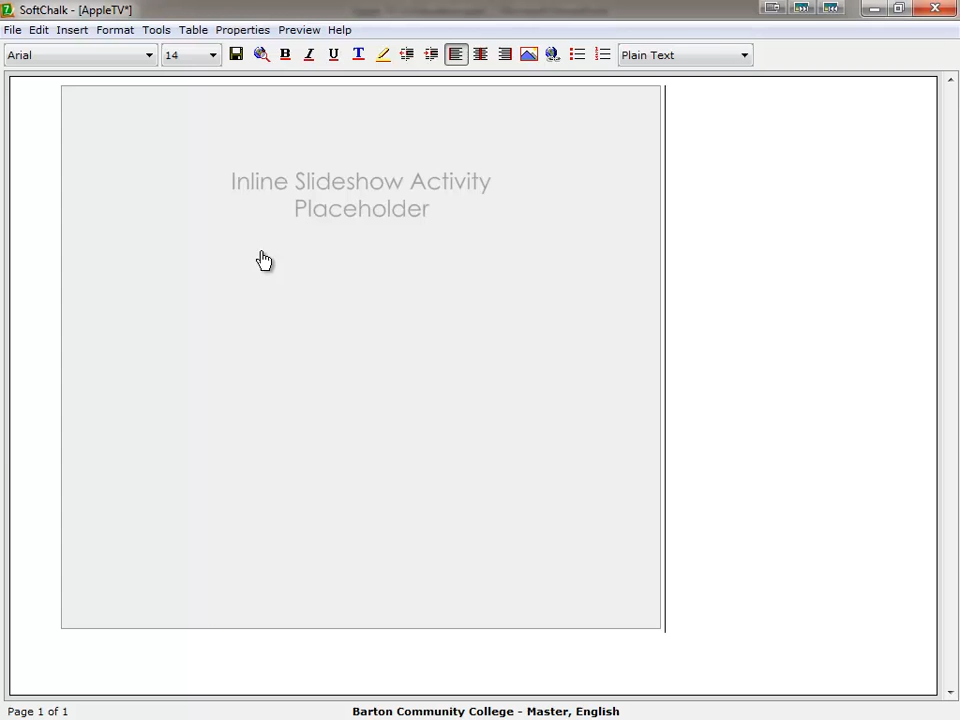 SoftChalk - [AppleTV*]
File Edit Insert Format Tools Table Properties Preview Help
Arial 14 B I U T Plain Text
Inline Slideshow Activity
Placeholder
Page 1 of 1 Barton Community College - Master, English